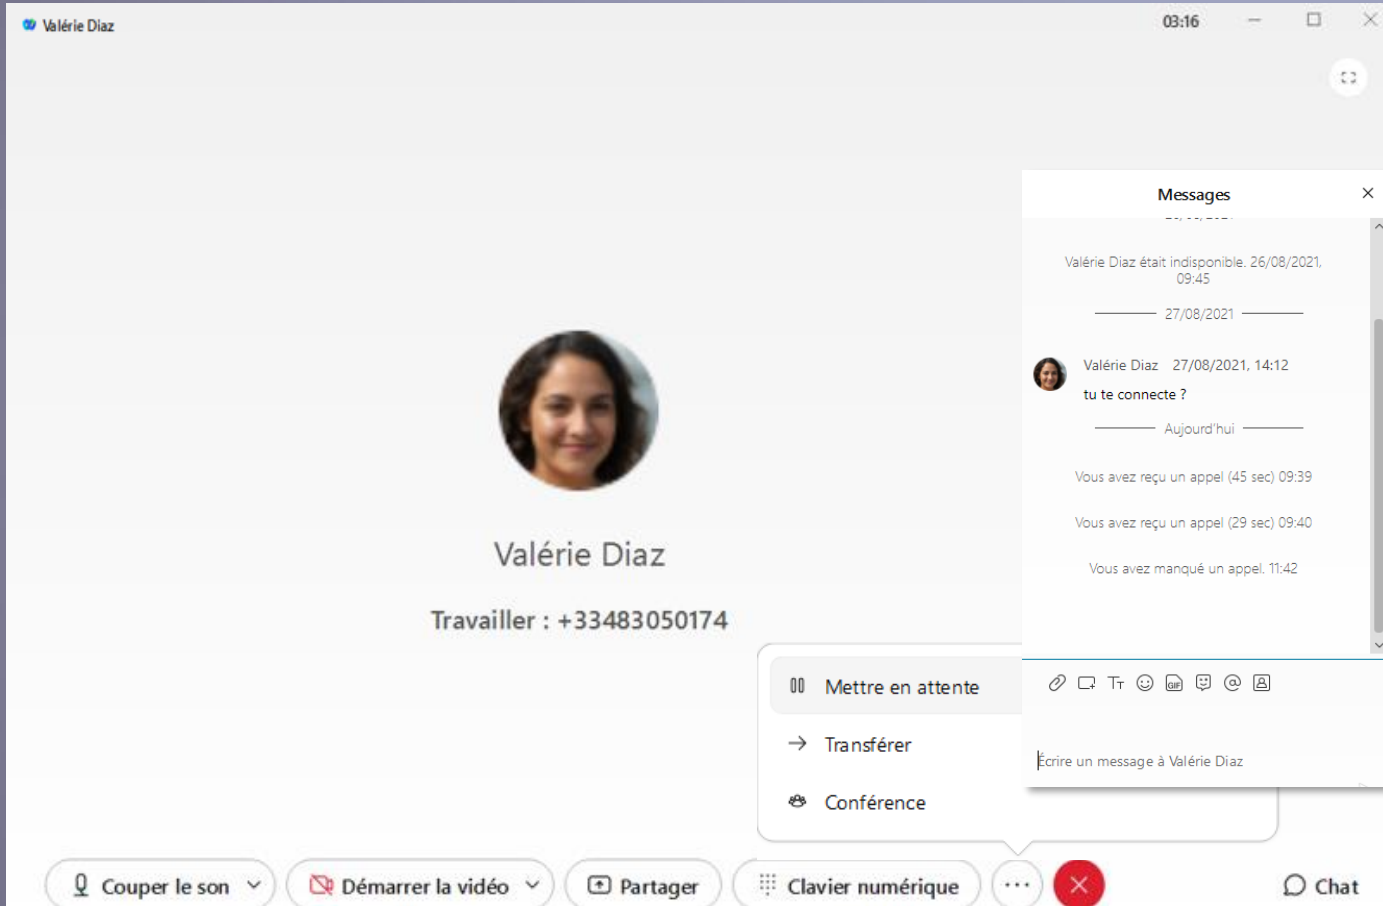 Valérie Diaz
03:16
Messages
Valérie Diaz était indisponible. 26/08/2021,
09:45
27/08/2021
Valérie Diaz 27/08/2021, 14:12
tu te connecte ?
Aujourd'hui
Vous avez reçu un appel (45 sec) 09:39
Vous avez reçu un appel (29 sec) 09:40
Vous avez manqué un appel. 11:42
GIF
Écrire un message à Valérie Diaz
Valérie Diaz
Travailler : +33483050174
Mettre en attente
Transférer
Conférence
Couper le son
Démarrer la vidéo
Partager
Clavier numérique
Chat